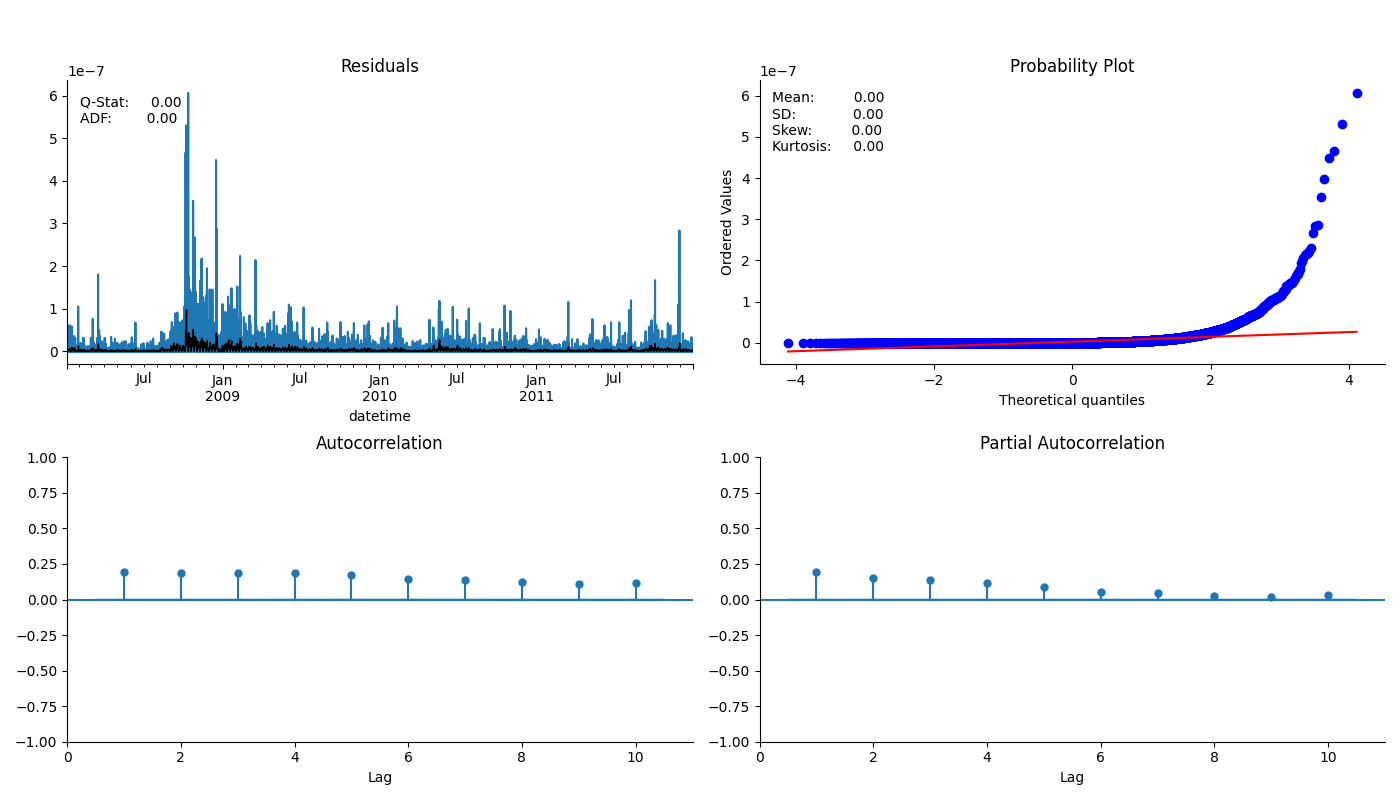 Residuals
1e−7
Q-Stat: 0.00
ADF: 0.00
6
5
4
3
2
1
0
Jul Jan Jul Jan Jul Jan Jul
2009 2010 2011
datetime
Probability Plot
1e−7
Mean: 0.00
SD: 0.00
Skew: 0.00
Kurtosis: 0.00
Ordered Values
6
5
4
3
2
1
0
−4 −2 0 2 4
Theoretical quantiles
Autocorrelation
1.00
0.75
0.50
0.25
0.00
−0.25
−0.50
−0.75
−1.00
0 2 4 6 8 10
Lag
Partial Autocorrelation
1.00
0.75
0.50
0.25
0.00
−0.25
−0.50
−0.75
−1.00
0 2 4 6 8 10
Lag